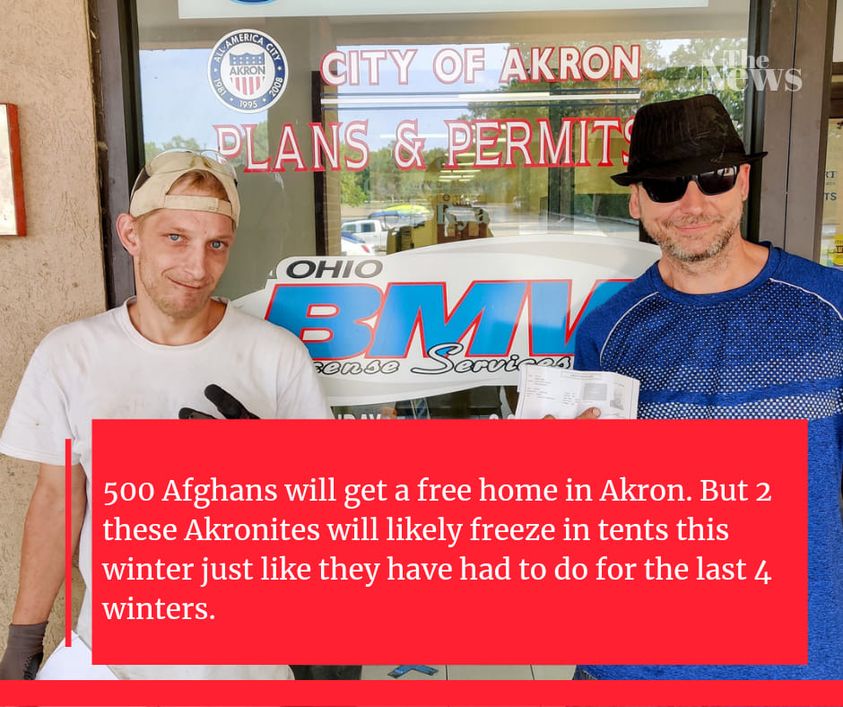 The
News
ALL-AMERICA CITY
AKRON
1981 1995 2008
CITY OF AKRON
PLANS & PERMITS
OHIO
BMV
cense Services
500 Afghans will get a free home in Akron. But 2
these Akronites will likely freeze in tents this
winter just like they have had to do for the last 4
winters.